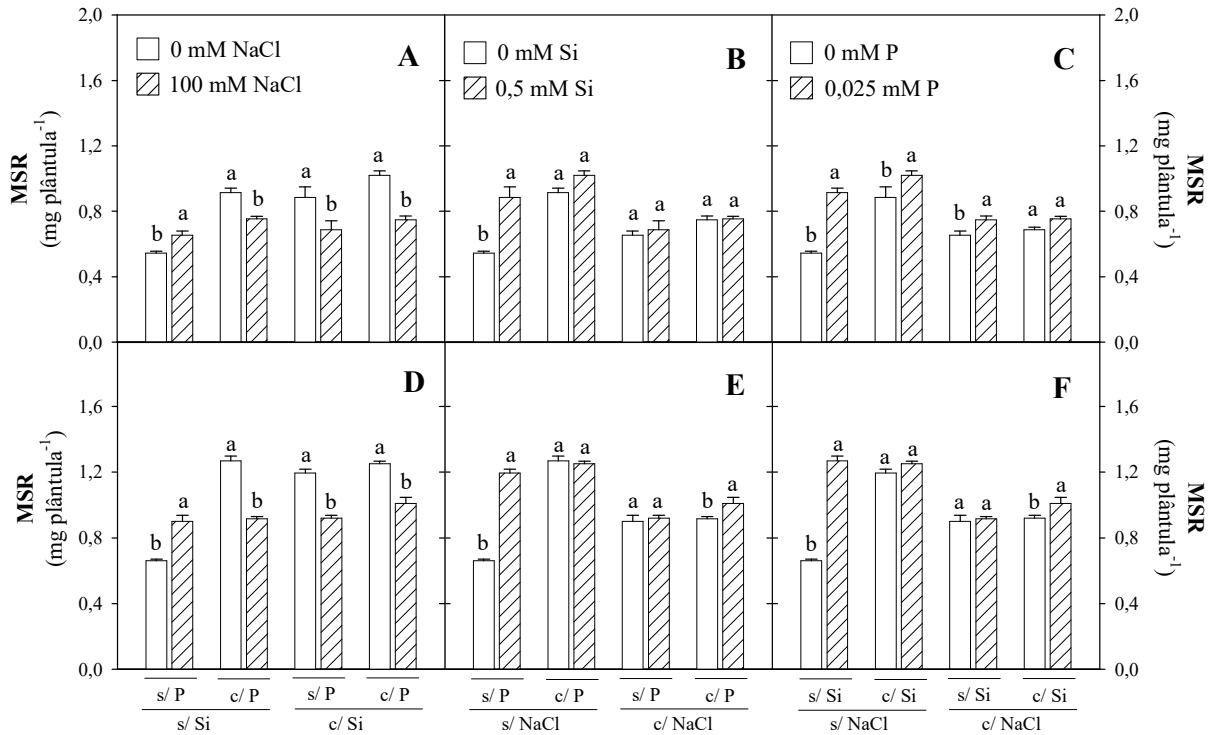 2,0
1,6
1,2
0,8
0,4
0,0
MSR
(mg plântula-1)
0 mM NaCl
100 mM NaCl
A
b a a b a b a b
0 mM Si
0,5 mM Si
B
b a a a a a a a
0 mM P
0,025 mM P
C
b a b a b a a a
2,0
1,6
1,2
0,8
0,4
0,0
MSR
(mg plântula-1)
1,6
1,2
0,8
0,4
0,0
MSR
(mg plântula-1)
D
b a a b a b a b
E
b a a a a a b a
F
b a a a a a b a
1,6
1,2
0,8
0,4
0,0
MSR
(mg plântula-1)
s/ P c/ P s/ P c/ P s/ P c/ P s/ P c/ P s/ Si c/ Si s/ Si c/ Si
s/ Si c/ Si s/ NaCl c/ NaCl s/ NaCl c/ NaCl